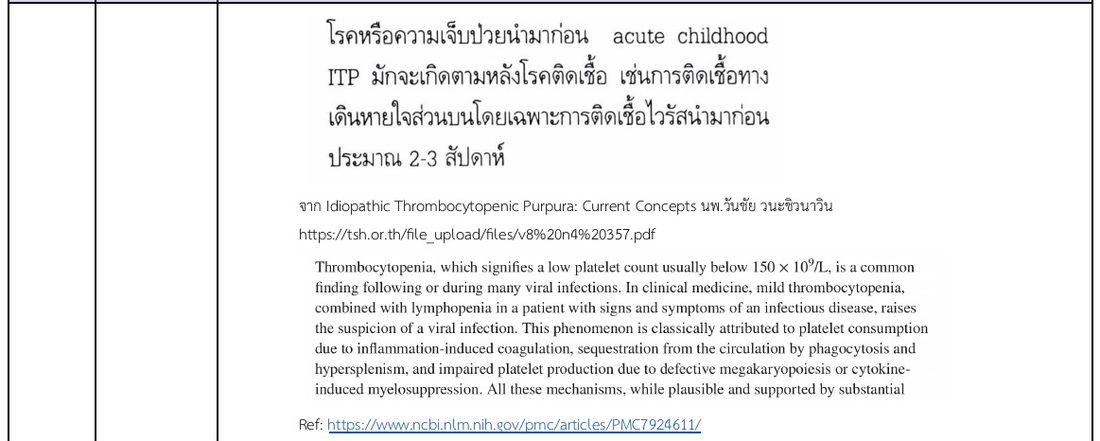 โรคหรือความเจ็บป่วยนำมาก่อน acute childhood
ITP มักจะเกิดตามหลังโรคติดเชื้อ เช่นการติดเชื้อทาง
เดินหายใจส่วนบนโดยเฉพาะการติดเชื้อไวรัสนำมาก่อน
ประมาณ 2-3 สัปดาห์
จาก Idiopathic Thrombocytopenic Purpura: Current Concepts นพ.วันชัย วนะชิวนาวิน
https://tsh.or.th/file_upload/files/v8%20n4%20357.pdf
Thrombocytopenia, which signifies a low platelet count usually below 150 × 10⁹/L, is a common
finding following or during many viral infections. In clinical medicine, mild thrombocytopenia,
combined with lymphopenia in a patient with signs and symptoms of an infectious disease, raises
the suspicion of a viral infection. This phenomenon is classically attributed to platelet consumption
due to inflammation-induced coagulation, sequestration from the circulation by phagocytosis and
hypersplenism, and impaired platelet production due to defective megakaryopoiesis or cytokine-
induced myelosuppression. All these mechanisms, while plausible and supported by substantial
Ref: https://www.ncbi.nlm.nih.gov/pmc/articles/PMC7924611/